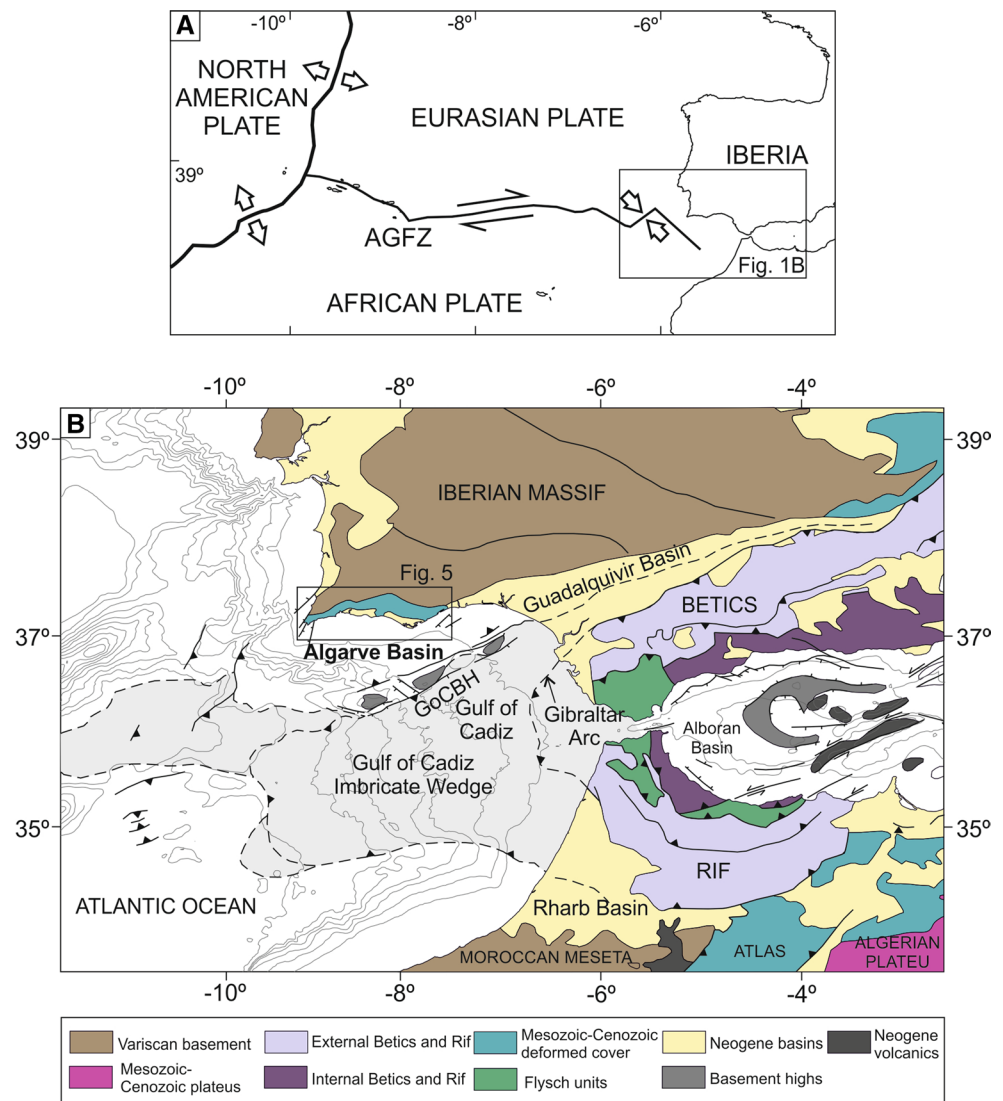 A
-10º
-8º
-6º
NORTH
AMERICAN
PLATE
EURASIAN PLATE
IBERIA
39º
AGFZ
Fig. 1B
AFRICAN PLATE
B
-10º
-8º
-6º
-4º
39º
39º
IBERIAN MASSIF
Fig. 5
Guadalquivir Basin
BETICS
37º
37º
Algarve Basin
GoCBH
Gulf of
Cadiz
Gibraltar
Arc
Alboran
Basin
Gulf of Cadiz
Imbricate Wedge
35º
35º
RIF
ATLANTIC OCEAN
Rharb Basin
MOROCCAN MESETA
ATLAS
ALGERIAN
PLATEU
-10º
-8º
-6º
-4º
Variscan basement
External Betics and Rif
Mesozoic-Cenozoic
deformed cover
Neogene basins
Neogene
volcanics
Mesozoic-
Cenozoic plateus
Internal Betics and Rif
Flysch units
Basement highs